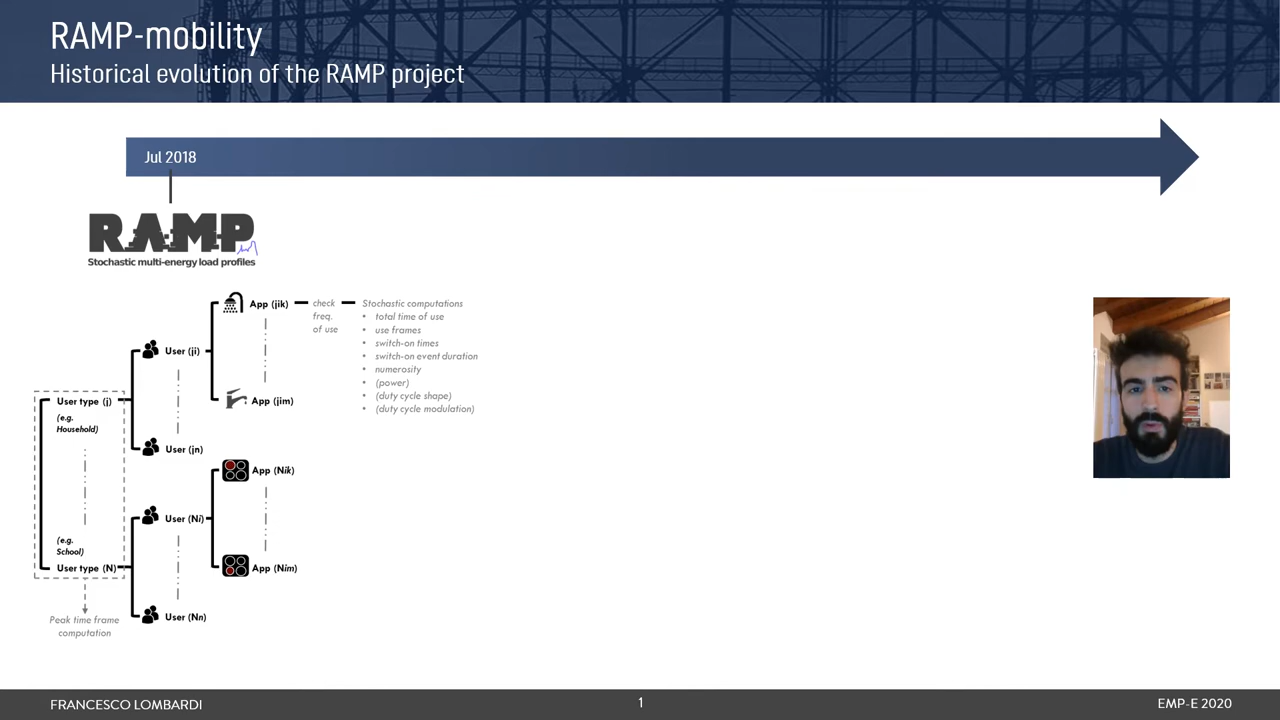 RAMP-mobility
Historical evolution of the RAMP project
Jul 2018
RAMP
Stochastic multi-energy load profiles
App (jik)
check
freq.
of use
Stochastic computations
• total time of use
• use frames
• switch-on times
• switch-on event duration
• numerosity
• (power)
• (duty cycle shape)
• (duty cycle modulation)
User (ji)
User type (j)
(e.g.
Household)
App (jim)
User (jn)
App (Nik)
User (Ni)
(e.g.
School)
User type (N)
App (Nim)
User (Nn)
Peak time frame
computation
FRANCESCO LOMBARDI
1
EMP-E 2020